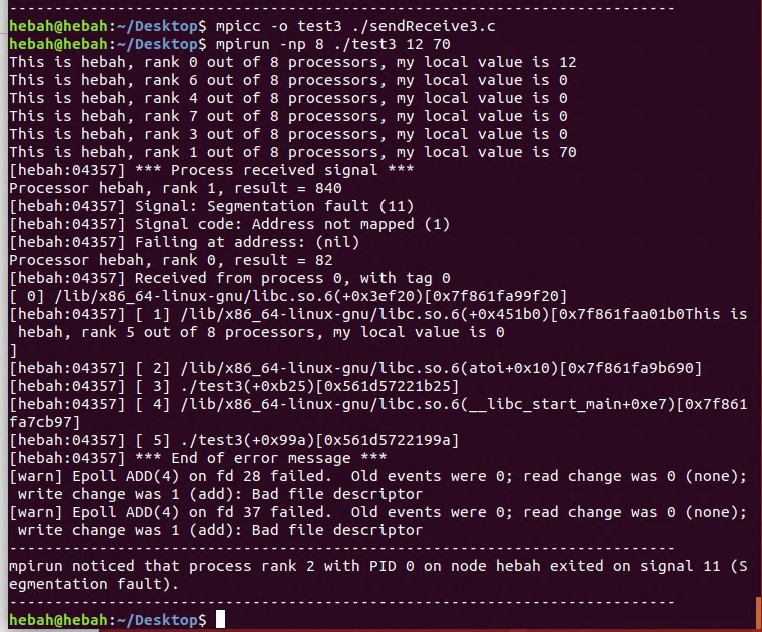 ----------------------------------------------------------------------
hebah@hebah:~/Desktop$ mpicc -o test3 ./sendReceive3.c
hebah@hebah:~/Desktop$ mpirun -np 8 ./test3 12 70
This is hebah, rank 0 out of 8 processors, my local value is 12
This is hebah, rank 6 out of 8 processors, my local value is 0
This is hebah, rank 4 out of 8 processors, my local value is 0
This is hebah, rank 7 out of 8 processors, my local value is 0
This is hebah, rank 3 out of 8 processors, my local value is 0
This is hebah, rank 1 out of 8 processors, my local value is 70
[hebah:04357] *** Process received signal ***
Processor hebah, rank 1, result = 840
[hebah:04357] Signal: Segmentation fault (11)
[hebah:04357] Signal code: Address not mapped (1)
[hebah:04357] Failing at address: (nil)
Processor hebah, rank 0, result = 82
[hebah:04357] Received from process 0, with tag 0
[ 0] /lib/x86_64-linux-gnu/libc.so.6(+0x3ef20)[0x7f861fa99f20]
[hebah:04357] [ 1] /lib/x86_64-linux-gnu/libc.so.6(+0x451b0)[0x7f861faa01b0This is
 hebah, rank 5 out of 8 processors, my local value is 0
]
[hebah:04357] [ 2] /lib/x86_64-linux-gnu/libc.so.6(atoi+0x10)[0x7f861fa9b690]
[hebah:04357] [ 3] ./test3(+0xb25)[0x561d57221b25]
[hebah:04357] [ 4] /lib/x86_64-linux-gnu/libc.so.6(__libc_start_main+0xe7)[0x7f861
fa7cb97]
[hebah:04357] [ 5] ./test3(+0x99a)[0x561d5722199a]
[hebah:04357] *** End of error message ***
[warn] Epoll ADD(4) on fd 28 failed.  Old events were 0; read change was 0 (none);
 write change was 1 (add): Bad file descriptor
[warn] Epoll ADD(4) on fd 37 failed.  Old events were 0; read change was 0 (none);
 write change was 1 (add): Bad file descriptor
----------------------------------------------------------------------
mpirun noticed that process rank 2 with PID 0 on node hebah exited on signal 11 (S
egmentation fault).
----------------------------------------------------------------------
hebah@hebah:~/Desktop$